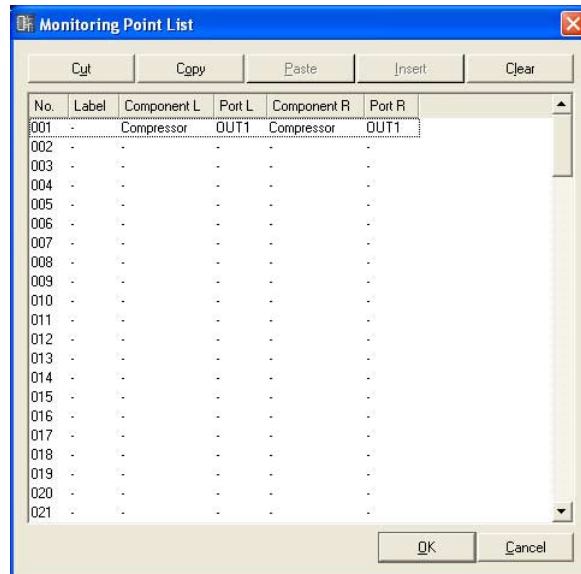 Monitoring Point List
Cut Copy Paste Insert Clear
No. Label Component L Port L Component R Port R
001 - Compressor OUT1 Compressor OUT1
002 - - - - -
003 - - - - -
004 - - - - -
005 - - - - -
006 - - - - -
007 - - - - -
008 - - - - -
009 - - - - -
010 - - - - -
011 - - - - -
012 - - - - -
013 - - - - -
014 - - - - -
015 - - - - -
016 - - - - -
017 - - - - -
018 - - - - -
019 - - - - -
020 - - - - -
021 - - - - -
OK Cancel